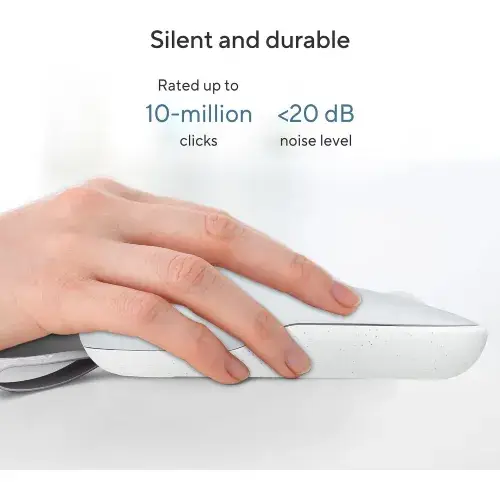 Silent and durable
Rated up to
10-million
clicks
<20 dB
noise level